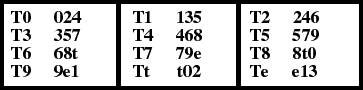 T0 024 T1 135 T2 246
T3 357 T4 468 T5 579
T6 68t T7 79e T8 8t0
T9 9e1 Tt t02 Te e13